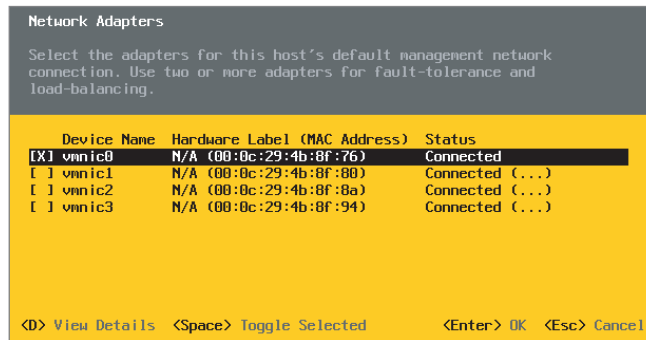 Network Adapters
Select the adapters for this host's default management network
connection. Use two or more adapters for fault-tolerance and
load-balancing.
Device Name Hardware Label (MAC Address) Status
[X] vmnic0 N/A (00:0c:29:4b:8f:76) Connected
[ ] vmnic1 N/A (00:0c:29:4b:8f:80) Connected (...)
[ ] vmnic2 N/A (00:0c:29:4b:8f:8a) Connected (...)
[ ] vmnic3 N/A (00:0c:29:4b:8f:94) Connected (...)
<D> View Details <Space> Toggle Selected <Enter> OK <Esc> Cancel